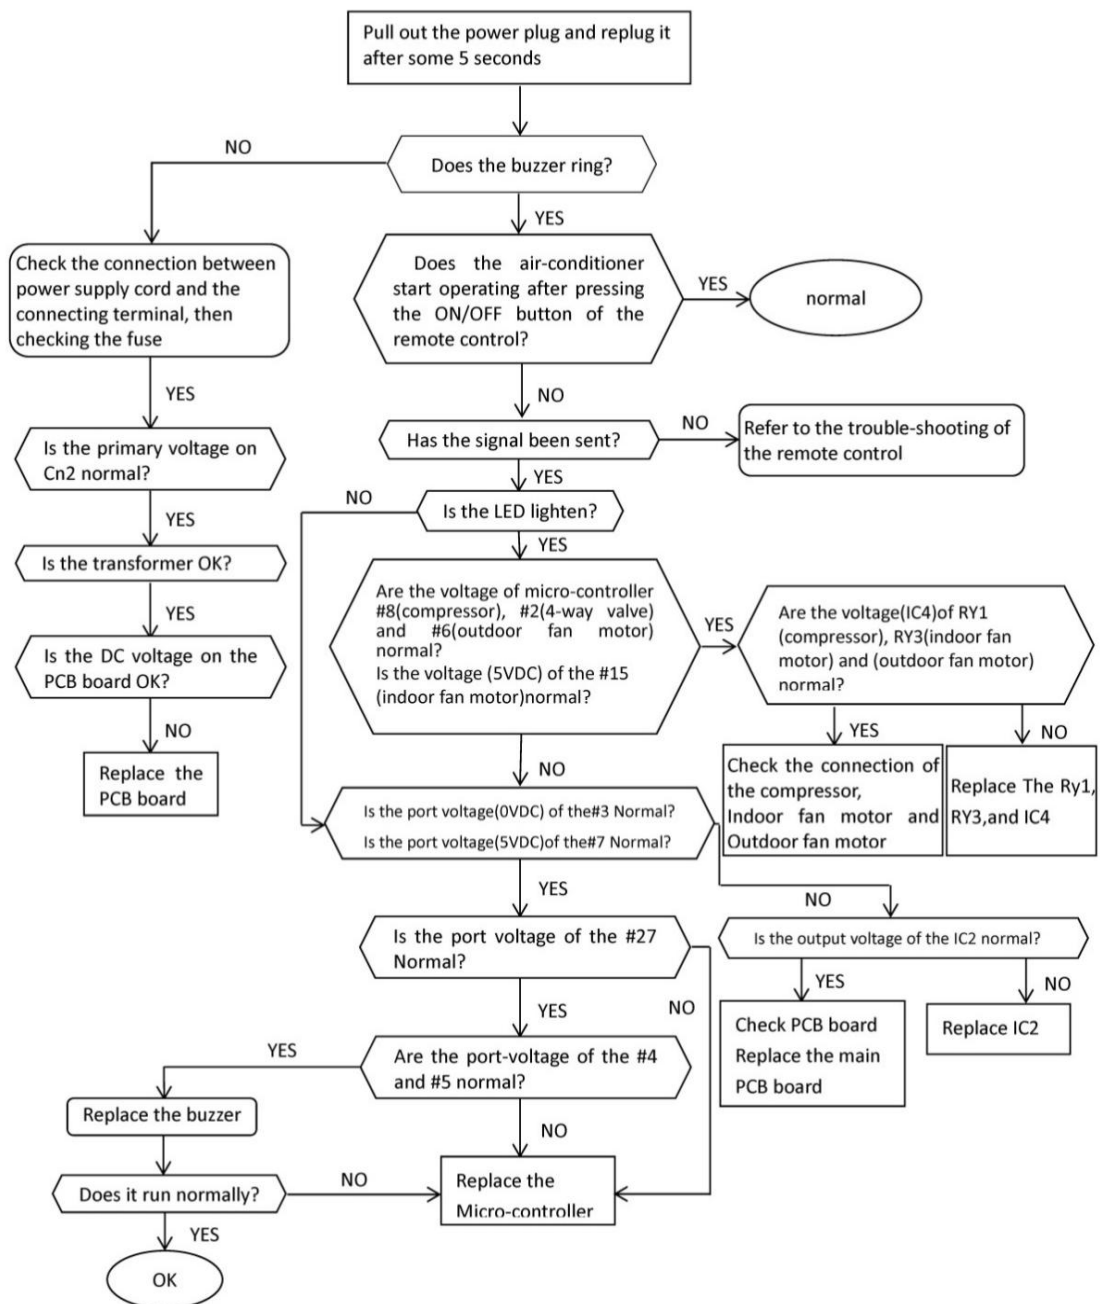 Pull out the power plug and replug it
after some 5 seconds
NO
Does the buzzer ring?
YES
Check the connection between
power supply cord and the
connecting terminal, then
checking the fuse
Does the air-conditioner
start operating after pressing
the ON/OFF button of the
remote control?
YES
normal
YES
NO
Is the primary voltage on
Cn2 normal?
Has the signal been sent?
NO
Refer to the trouble-shooting of
the remote control
YES
NO
Is the LED lighten?
YES
YES
Is the transformer OK?
YES
Is the DC voltage on the
PCB board OK?
Are the voltage of micro-controller
#8(compressor), #2(4-way valve)
and #6(outdoor fan motor)
normal?
Is the voltage (5VDC) of the #15
(indoor fan motor)normal?
YES
Are the voltage(IC4)of RY1
(compressor), RY3(indoor fan
motor) and (outdoor fan motor)
normal?
NO
Replace the
PCB board
NO
YES
NO
Check the connection of
the compressor,
Indoor fan motor and
Outdoor fan motor
Replace The Ry1,
RY3,and IC4
Is the port voltage(0VDC) of the#3 Normal?
Is the port voltage(5VDC)of the#7 Normal?
YES
NO
Is the port voltage of the #27
Normal?
Is the output voltage of the IC2 normal?
YES
NO
YES
NO
Check PCB board
Replace the main
PCB board
Replace IC2
YES
Are the port-voltage of the #4
and #5 normal?
Replace the buzzer
NO
Does it run normally?
NO
Replace the
Micro-controller
YES
OK